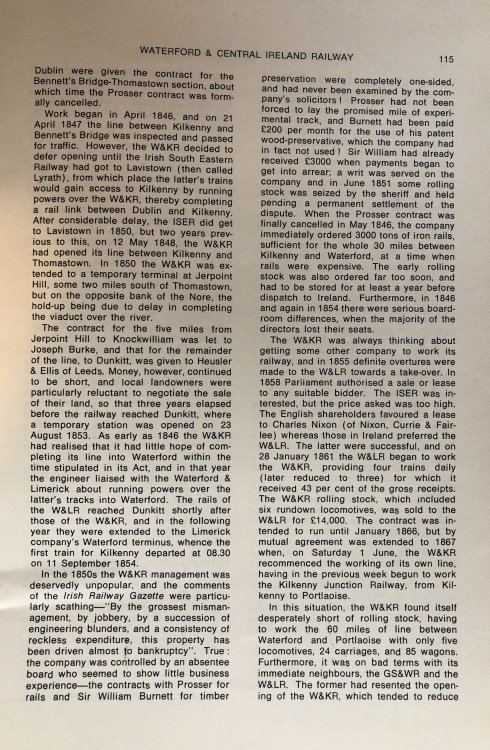 WATERFORD & CENTRAL IRELAND RAILWAY
115
Dublin were given the contract for the
Bennett's Bridge-Thomastown section, about
which time the Prosser contract was form-
ally cancelled.
Work began in April 1846, and on 21
April 1847 the line between Kilkenny and
Bennett's Bridge was inspected and passed
for traffic. However, the W&KR decided to
defer opening until the Irish South Eastern
Railway had got to Lavistown (then called
Lyrath), from which place the latter's trains
would gain access to Kilkenny by running
powers over the W&KR, thereby completing
a rail link between Dublin and Kilkenny.
After considerable delay, the ISER did get
to Lavistown in 1850, but two years prev-
ious to this, on 12 May 1848, the W&KR
had opened its line between Kilkenny and
Thomastown. In 1850 the W&KR was ex-
tended to a temporary terminal at Jerpoint
Hill, some two miles south of Thomastown,
but on the opposite bank of the Nore, the
hold-up being due to delay in completing
the viaduct over the river.
The contract for the five miles from
Jerpoint Hill to Knockwilliam was let to
Joseph Burke, and that for the remainder
of the line, to Dunkitt, was given to Heusler
& Ellis of Leeds. Money, however, continued
to be short, and local landowners were
particularly reluctant to negotiate the sale
of their land, so that three years elapsed
before the railway reached Dunkitt, where
a temporary station was opened on 23
August 1853. As early as 1846 the W&KR
had realised that it had little hope of com-
pleting its line into Waterford within the
time stipulated in its Act, and in that year
the engineer liaised with the Waterford &
Limerick about running powers over the
latter's tracks into Waterford. The rails of
the W&LR reached Dunkitt shortly after
those of the W&KR, and in the following
year they were extended to the Limerick
company's Waterford terminus, whence the
first train for Kilkenny departed at 08.30
on 11 September 1854.
In the 1850s the W&KR management was
deservedly unpopular, and the comments
of the Irish Railway Gazette were particu-
larly scathing—"By the grossest misman-
agement, by jobbery, by a succession of
engineering blunders, and a consistency of
reckless expenditure, this property has
been driven almost to bankruptcy". True :
the company was controlled by an absentee
board who seemed to show little business
experience—the contracts with Prosser for
rails and Sir William Burnett for timber
preservation were completely one-sided,
and had never been examined by the com-
pany's solicitors! Prosser had not been
forced to lay the promised mile of experi-
mental track, and Burnett had been paid
£200 per month for the use of his patent
wood-preservative, which the company had
in fact not used! Sir William had already
received £3000 when payments began to
get into arrear; a writ was served on the
company and in June 1851 some rolling
stock was seized by the sheriff and held
pending a permanent settlement of the
dispute. When the Prosser contract was
finally cancelled in May 1846, the company
immediately ordered 3000 tons of iron rails,
sufficient for the whole 30 miles between
Kilkenny and Waterford, at a time when
rails were expensive. The early rolling
stock was also ordered far too soon, and
had to be stored for at least a year before
dispatch to Ireland. Furthermore, in 1846
and again in 1854 there were serious board-
room differences, when the majority of the
directors lost their seats.
The W&KR was always thinking about
getting some other company to work its
railway, and in 1855 definite overtures were
made to the W&LR towards a take-over. In
1858 Parliament authorised a sale or lease
to any suitable bidder. The ISER was in-
terested, but the price asked was too high.
The English shareholders favoured a lease
to Charles Nixon (of Nixon, Currie & Fair-
lee) whereas those in Ireland preferred the
W&LR. The latter were successful, and on
28 January 1861 the W&LR began to work
the W&KR, providing four trains daily
(later reduced to three) for which it
received 43 per cent of the gross receipts.
The W&KR rolling stock, which included
six rundown locomotives, was sold to the
W&LR for £14,000. The contract was in-
tended to run until January 1866, but by
mutual agreement was extended to 1867
when, on Saturday 1 June, the W&KR
recommenced the working of its own line,
having in the previous week begun to work
the Kilkenny Junction Railway, from Kil-
kenny to Portlaoise.
In this situation, the W&KR found itself
desperately short of rolling stock, having
to work the 60 miles of line between
Waterford and Portlaoise with only five
locomotives, 24 carriages, and 85 wagons.
Furthermore, it was on bad terms with its
immediate neighbours, the GS&WR and the
W&LR. The former had resented the open-
ing of the W&KR, which tended to reduce